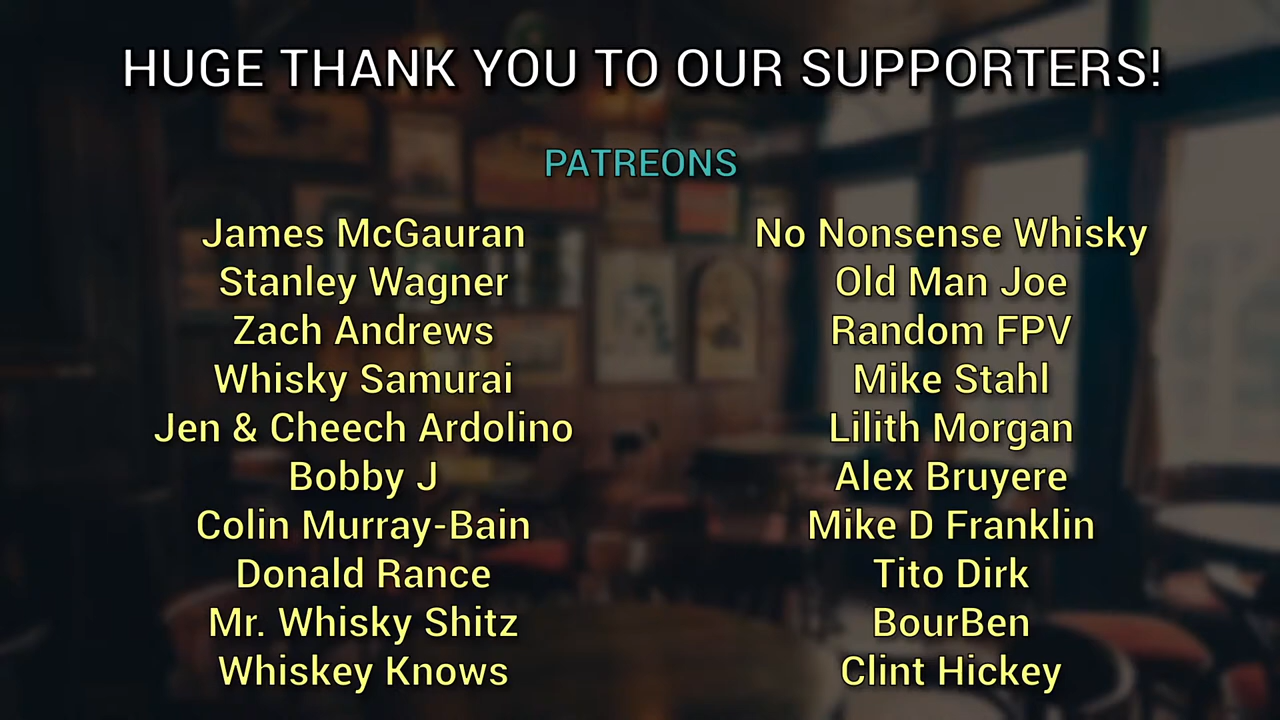 HUGE THANK YOU TO OUR SUPPORTERS!
PATREONS
James McGauran
Stanley Wagner
Zach Andrews
Whisky Samurai
Jen & Cheech Ardolino
Bobby J
Colin Murray-Bain
Donald Rance
Mr. Whisky Shitz
Whiskey Knows
No Nonsense Whisky
Old Man Joe
Random FPV
Mike Stahl
Lilith Morgan
Alex Bruyere
Mike D Franklin
Tito Dirk
BourBen
Clint Hickey